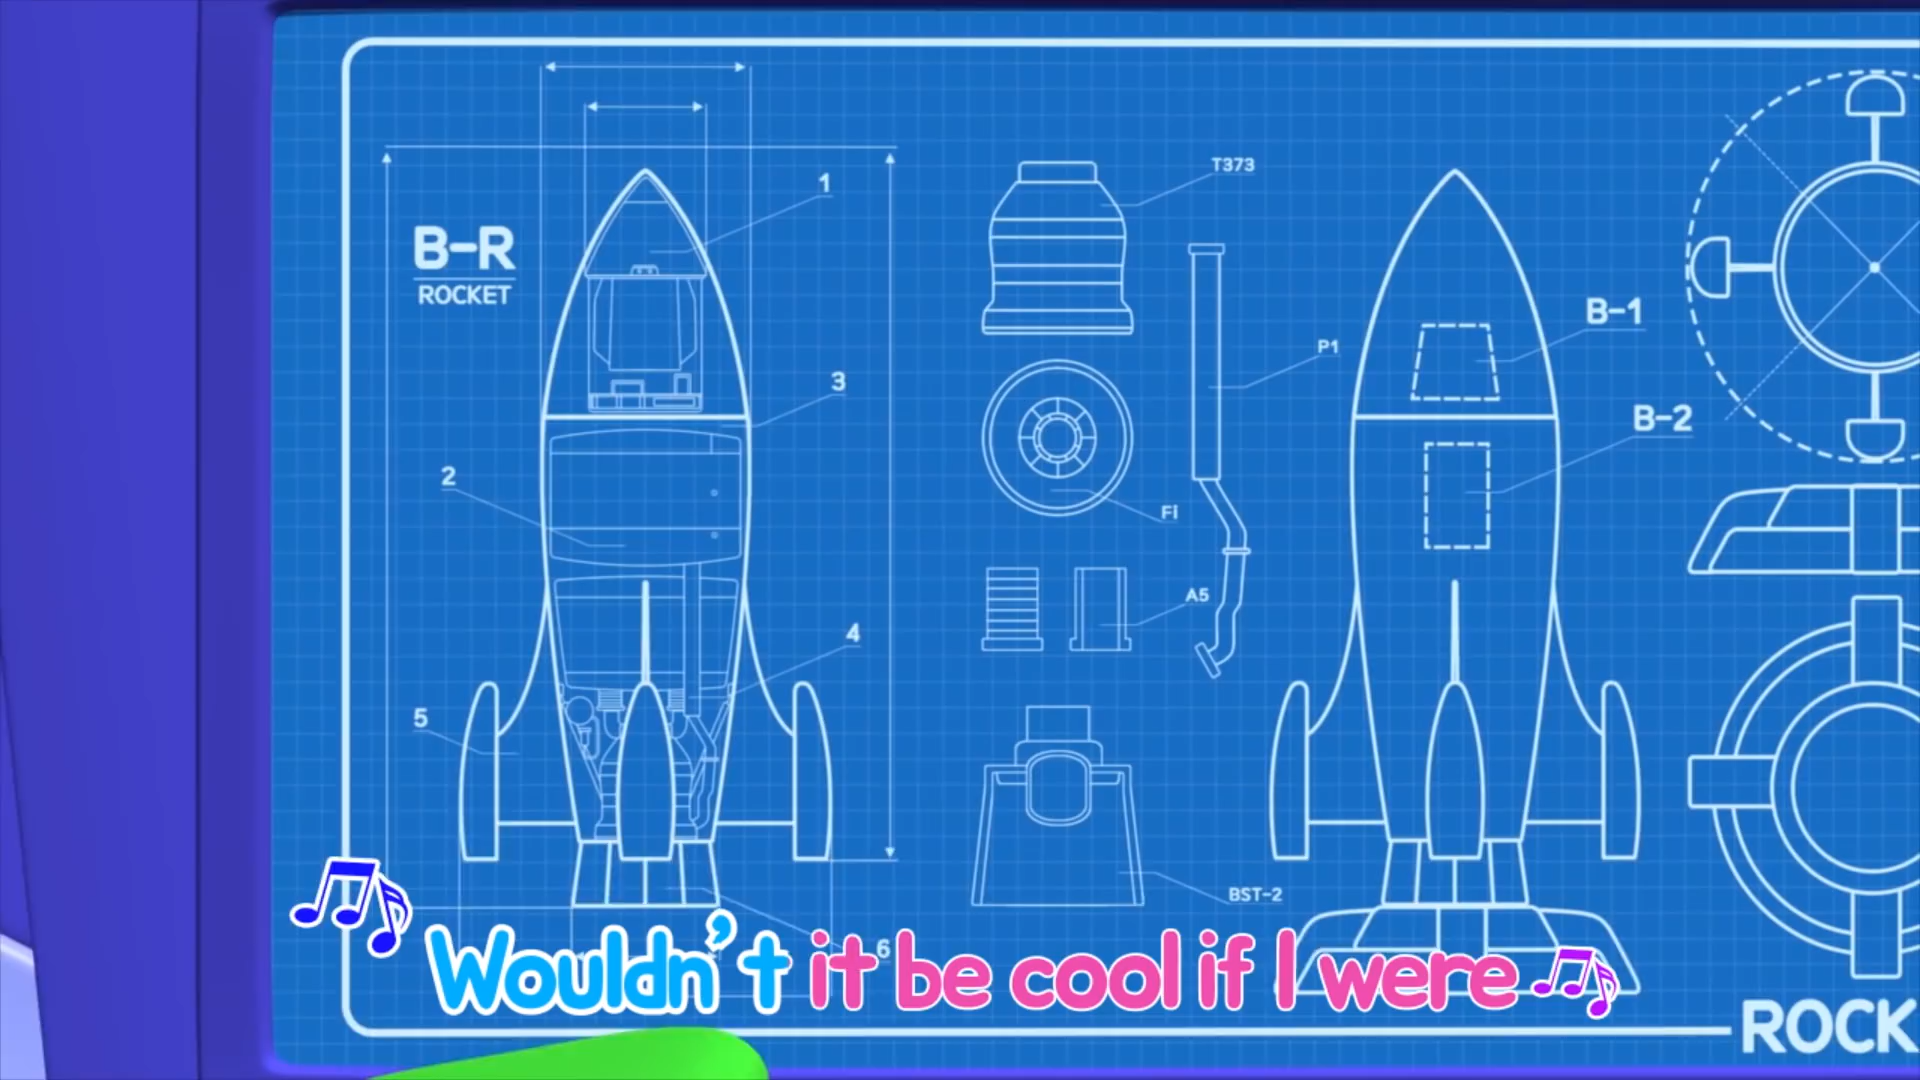 B-R
ROCKET
1
2
3
4
5
6
T373
P1
Fi
A5
BST-2
B-1
B-2
Wouldn't it be cool if I were
ROCK